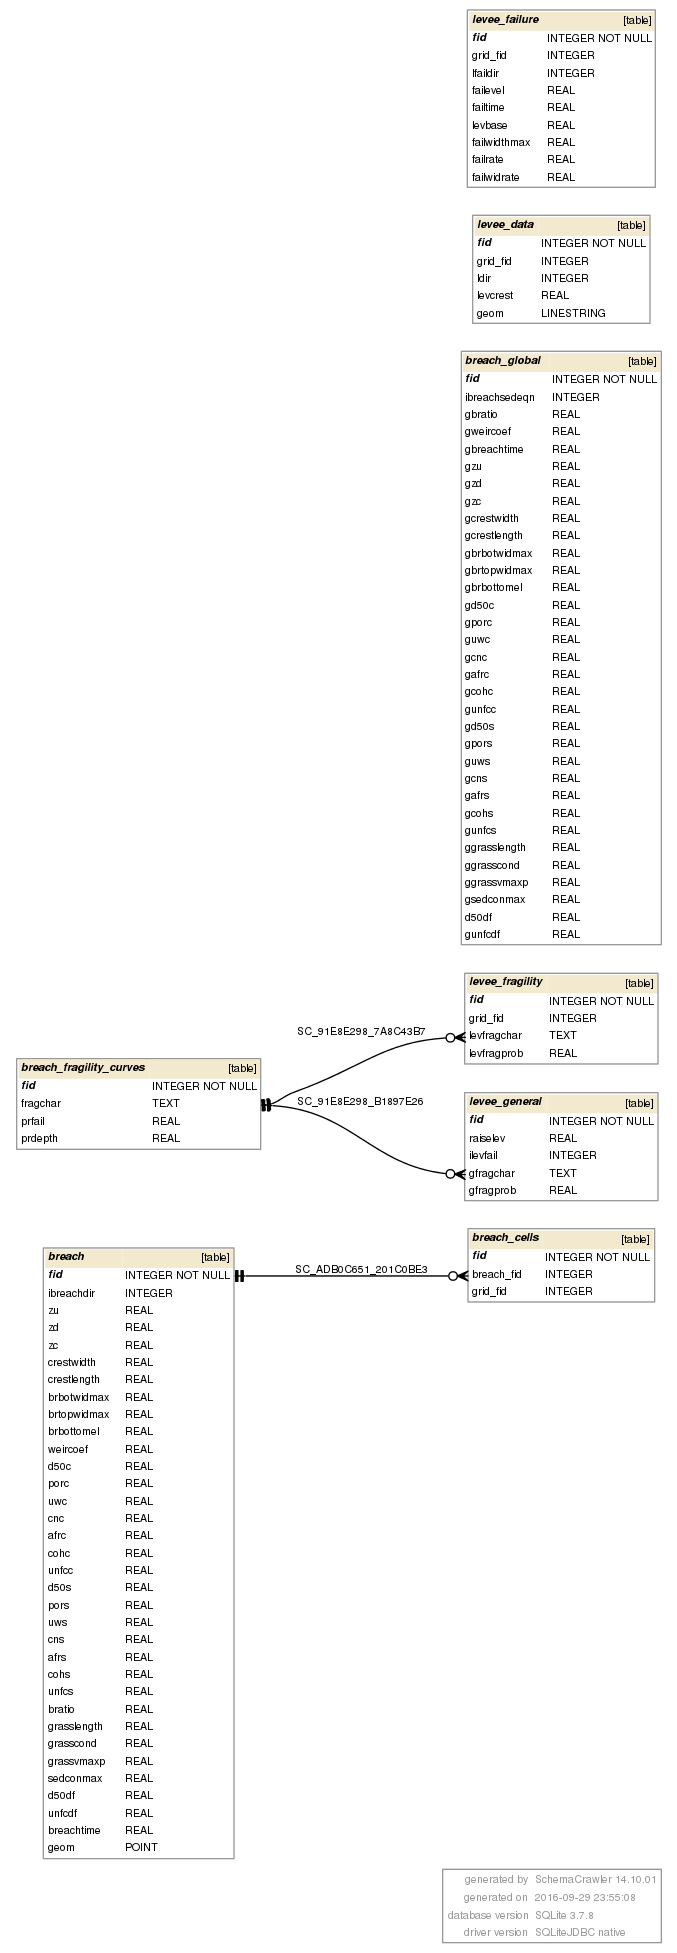 levee_failure [table]
fid INTEGER NOT NULL
grid_fid INTEGER
lfaildir INTEGER
failevel REAL
failtime REAL
levbase REAL
failwidthmax REAL
failrate REAL
failwidrate REAL
levee_data [table]
fid INTEGER NOT NULL
grid_fid INTEGER
ldir INTEGER
levcrest REAL
geom LINESTRING
breach_global [table]
fid INTEGER NOT NULL
ibreachsedeqn INTEGER
gbratio REAL
gweircoef REAL
gbreachtime REAL
gzu REAL
gzd REAL
gzc REAL
gcrestwidth REAL
gcrestlength REAL
gbrbotwidmax REAL
gbrtopwidmax REAL
gbrbottomel REAL
gd50c REAL
gporc REAL
guwc REAL
gcnc REAL
gafrc REAL
gcohc REAL
gunfcc REAL
gd50s REAL
gpors REAL
guws REAL
gcns REAL
gafrs REAL
gcohs REAL
gunfcs REAL
ggrasslength REAL
ggrasscond REAL
ggrassvmaxp REAL
gsedconmax REAL
d50df REAL
gunfcdf REAL
levee_fragility [table]
fid INTEGER NOT NULL
grid_fid INTEGER
levfragchar TEXT
levfragprob REAL
SC_91E8E298_7A8C43B7
breach_fragility_curves [table]
fid INTEGER NOT NULL
fragchar TEXT
prfail REAL
prdepth REAL
SC_91E8E298_B1897E26
levee_general [table]
fid INTEGER NOT NULL
raiselev REAL
ilevfail INTEGER
gfragchar TEXT
gfragprob REAL
breach_cells [table]
fid INTEGER NOT NULL
breach_fid INTEGER
grid_fid INTEGER
SC_ADB0C651_201C0BE3
breach [table]
fid INTEGER NOT NULL
ibreachdir INTEGER
zu REAL
zd REAL
zc REAL
crestwidth REAL
crestlength REAL
brbotwidmax REAL
brtopwidmax REAL
brbottomel REAL
weircoef REAL
d50c REAL
porc REAL
uwc REAL
cnc REAL
afrc REAL
cohc REAL
unfcc REAL
d50s REAL
pors REAL
uws REAL
cns REAL
afrs REAL
cohs REAL
unfcs REAL
bratio REAL
grasslength REAL
grasscond REAL
grassvmaxp REAL
sedconmax REAL
d50df REAL
unfcdf REAL
breachtime REAL
geom POINT
generated by SchemaCrawler 14.10.01
generated on 2016-09-29 23:55:08
database version SQLite 3.7.8
driver version SQLiteJDBC native